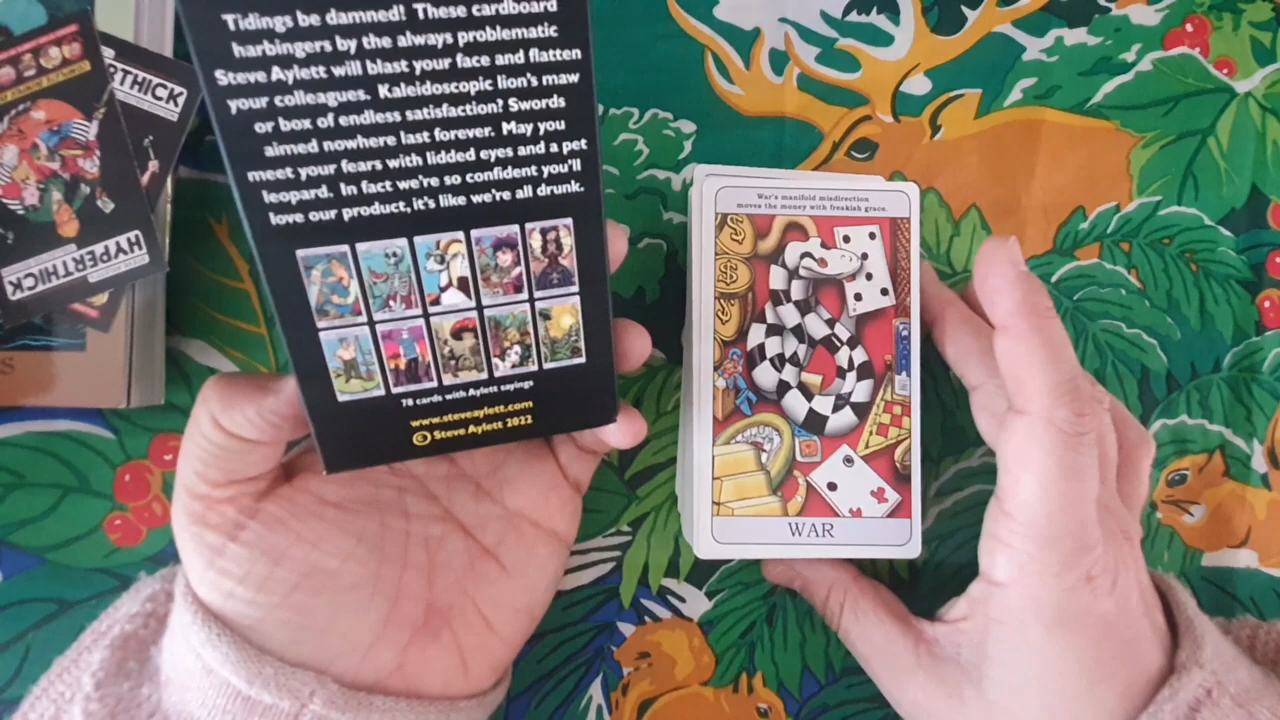 Tidings be damned! These cardboard
harbingers by the always problematic
Steve Aylett will blast your face and flatten
your colleagues. Kaleidoscopic lion's maw
or box of endless satisfaction? Swords
aimed nowhere last forever. May you
meet your fears with lidded eyes and a pet
leopard. In fact we're so confident you'll
love our product, it's like we're all drunk.
78 cards with Aylett sayings
www.steveaylett.com
© Steve Aylett 2022
War's manifold misdirection
moves the money with freakish grace.
WAR
RTHICK
HYPERTHICK
S